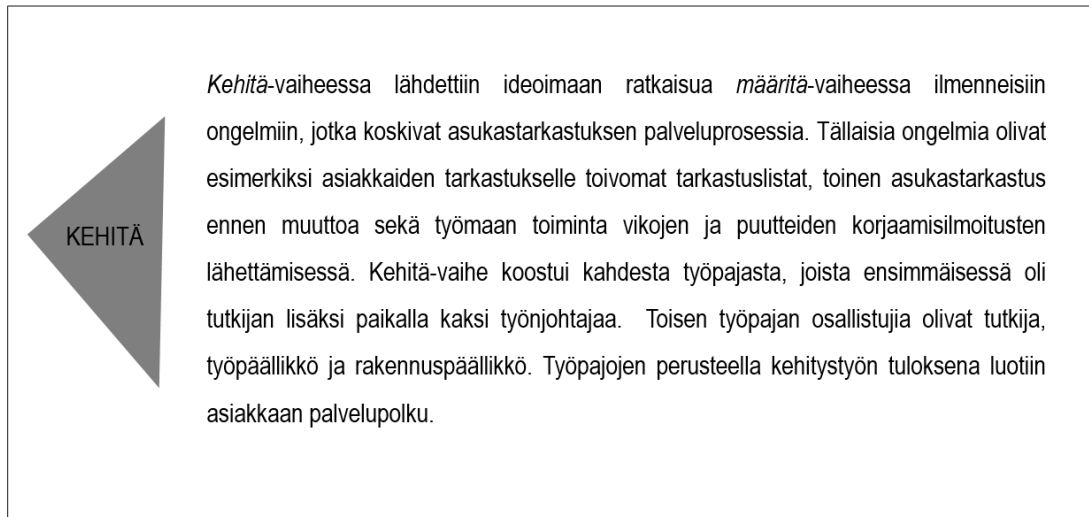 KEHITÄ
Kehitä-vaiheessa lähdettiin ideoimaan ratkaisua määritä-vaiheessa ilmenneisiin
ongelmiin, jotka koskivat asukastarkastuksen palveluprosessia. Tällaisia ongelmia olivat
esimerkiksi asiakkaiden tarkastukselle toivomat tarkastuslistat, toinen asukastarkastus
ennen muuttoa sekä työmaan toiminta vikojen ja puutteiden korjaamisilmoitusten
lähettämisessä. Kehitä-vaihe koostui kahdesta työpajasta, joista ensimmäisessä oli
tutkijan lisäksi paikalla kaksi työnjohtajaa.  Toisen työpajan osallistujia olivat tutkija,
työpäällikkö ja rakennuspäällikkö. Työpajojen perusteella kehitystyön tuloksena luotiin
asiakkaan palvelupolku.